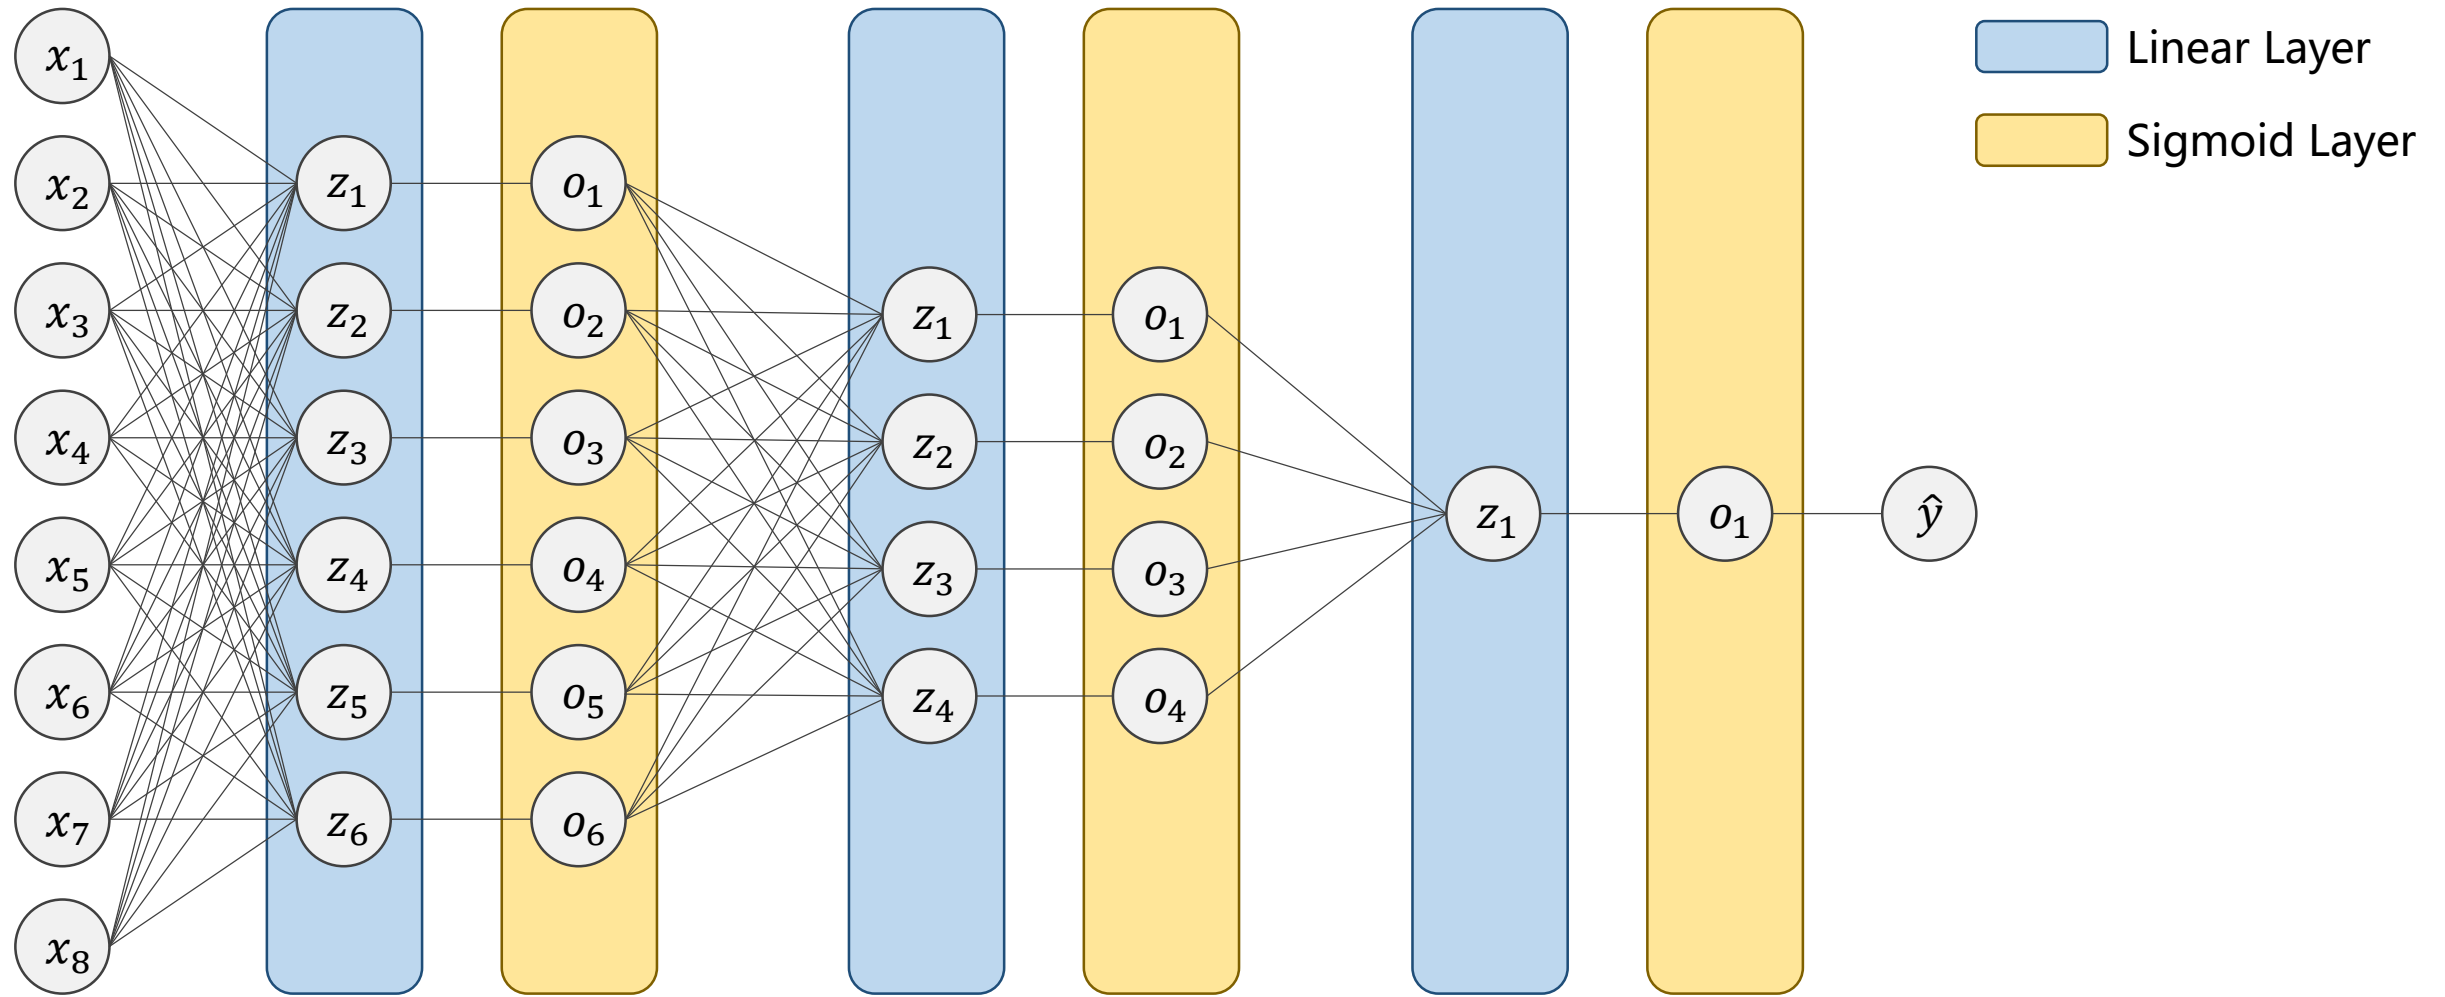 x₁
x₂
x₃
x₄
x₅
x₆
x₇
x₈
z₁
z₂
z₃
z₄
z₅
z₆
o₁
o₂
o₃
o₄
o₅
o₆
z₁
z₂
z₃
z₄
o₁
o₂
o₃
o₄
z₁
o₁
ŷ
Linear Layer
Sigmoid Layer